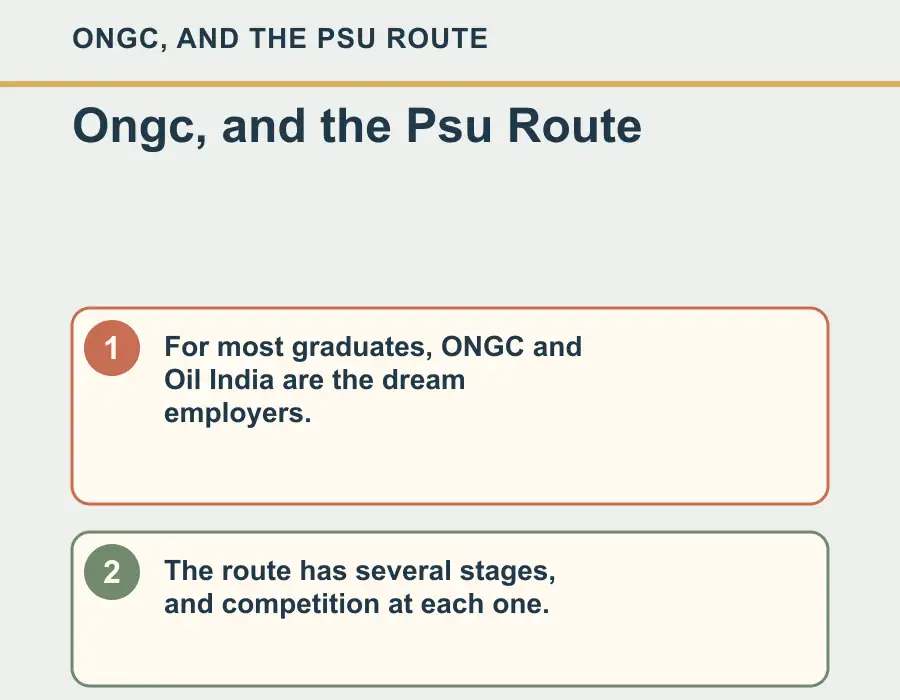 ONGC, AND THE PSU ROUTE
Ongc, and the Psu Route
1
For most graduates, ONGC and
Oil India are the dream
employers.
2
The route has several stages,
and competition at each one.